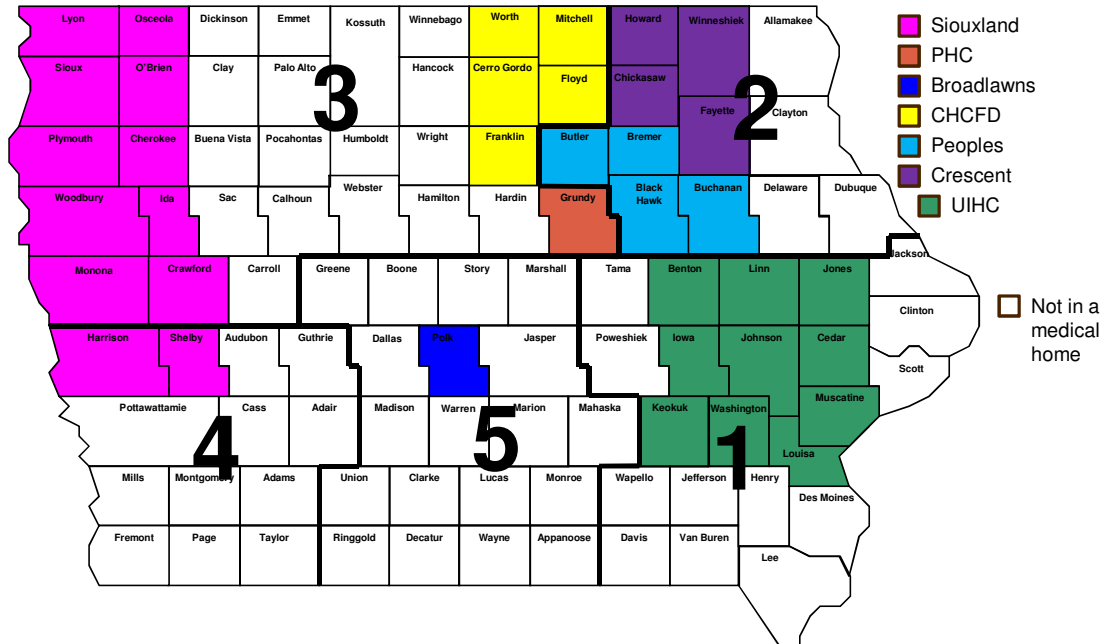 Lyon
Osceola
Dickinson
Emmet
Kossuth
Winnebago
Worth
Mitchell
Howard
Winneshiek
Allamakee
Sioux
O'Brien
Clay
Palo Alto
Hancock
Cerro Gordo
Floyd
Chickasaw
3
2
Fayette
Clayton
Plymouth
Cherokee
Buena Vista
Pocahontas
Humboldt
Wright
Franklin
Butler
Bremer
Woodbury
Ida
Sac
Calhoun
Webster
Hamilton
Hardin
Grundy
Black
Hawk
Buchanan
Delaware
Dubuque
Monona
Crawford
Carroll
Greene
Boone
Story
Marshall
Tama
Benton
Linn
Jones
Jackson
Clinton
Harrison
Shelby
Audubon
Guthrie
Dallas
Polk
Jasper
Poweshiek
Iowa
Johnson
Cedar
Scott
Muscatine
Pottawattamie
Cass
Adair
Madison
Warren
Marion
Mahaska
Keokuk
Washington
Louisa
4
5
1
Mills
Montgomery
Adams
Union
Clarke
Lucas
Monroe
Wapello
Jefferson
Henry
Des Moines
Fremont
Page
Taylor
Ringgold
Decatur
Wayne
Appanoose
Davis
Van Buren
Lee
Siouxland
PHC
Broadlawns
CHCFD
Peoples
Crescent
UIHC
Not in a
medical
home